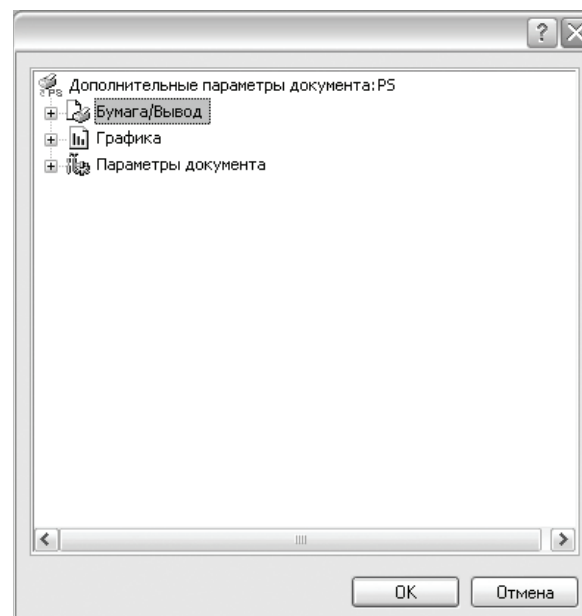 Дополнительные параметры документа:PS
Бумага/Вывод
Графика
Параметры документа
OK
Отмена